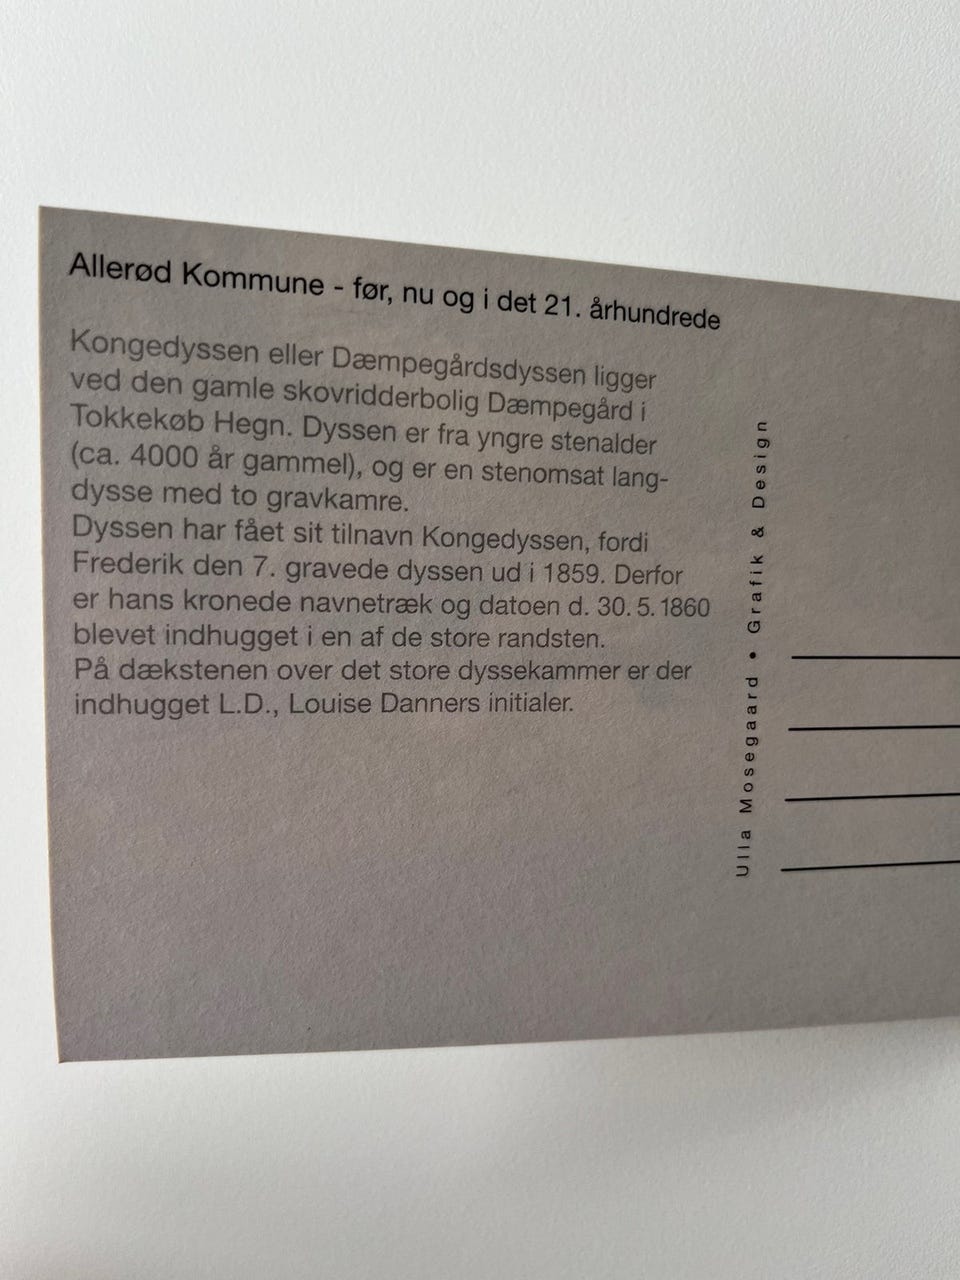 Allerød Kommune - før, nu og i det 21. århundrede
Kongedyssen eller Dæmpegårdsdyssen ligger
ved den gamle skovridderbolig Dæmpegård i
Tokkekøb Hegn. Dyssen er fra yngre stenalder
(ca. 4000 år gammel), og er en stenomsat lang-
dysse med to gravkamre.
Dyssen har fået sit tilnavn Kongedyssen, fordi
Frederik den 7. gravede dyssen ud i 1859. Derfor
er hans kronede navnetræk og datoen d. 30. 5. 1860
blevet indhugget i en af de store randsten.
På dækstenen over det store dyssekammer er der
indhugget L.D., Louise Danners initialer.
Ulla Mosegaard • Grafik & Design